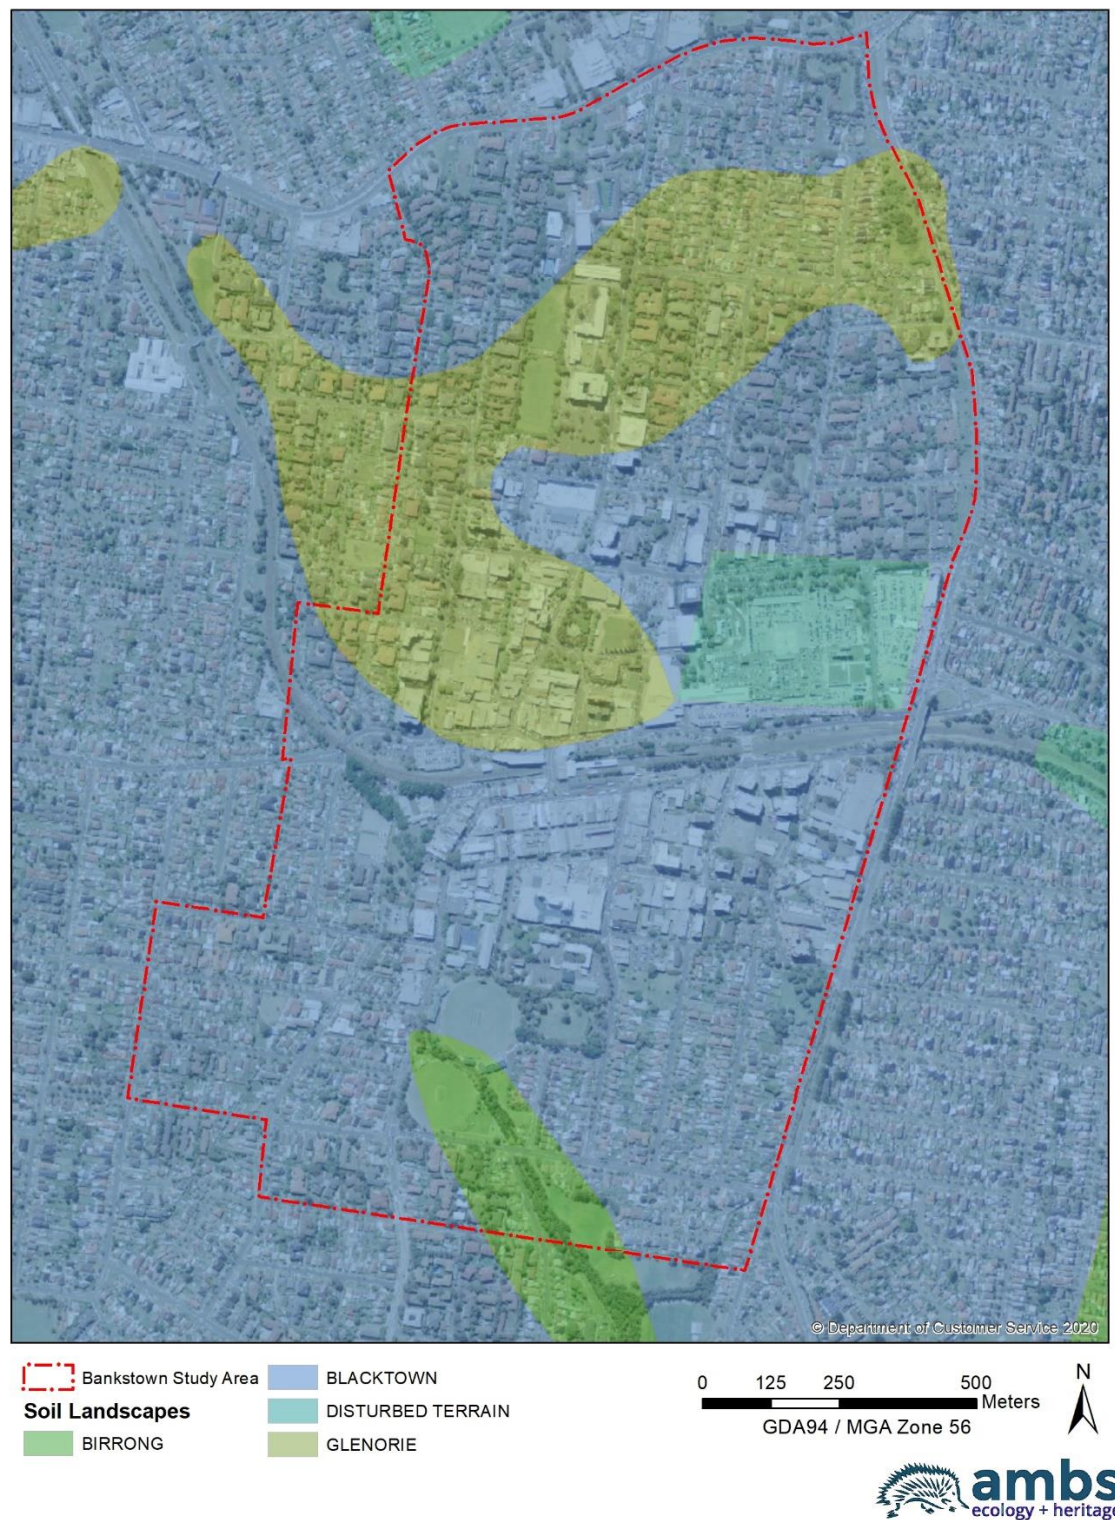 © Department of Customer Service 2020
Bankstown Study Area
Soil Landscapes
BIRRONG
BLACKTOWN
DISTURBED TERRAIN
GLENORIE
0 125 250 500
Meters
GDA94 / MGA Zone 56
N
ambs
ecology + heritage